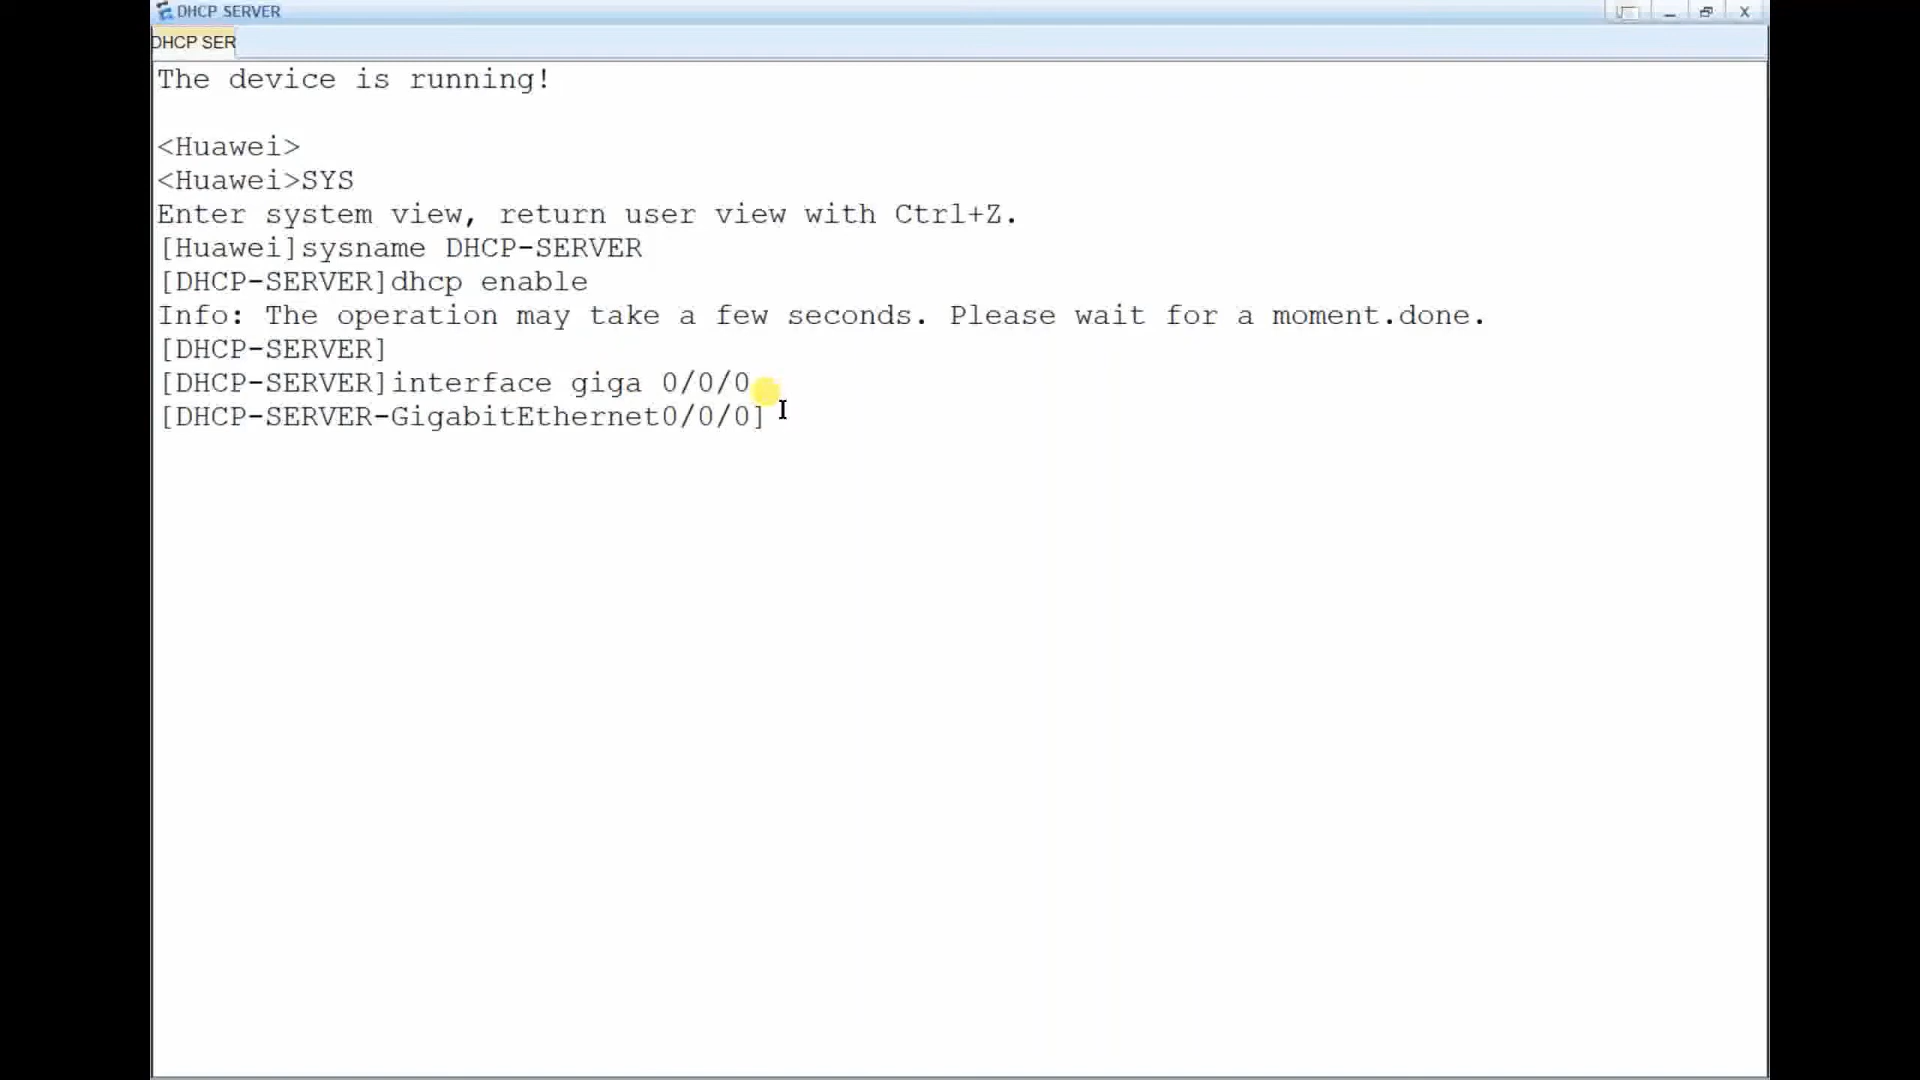 DHCP SERVER
DHCP SER
The device is running!
<Huawei>
<Huawei>SYS
Enter system view, return user view with Ctrl+Z.
[Huawei]sysname DHCP-SERVER
[DHCP-SERVER]dhcp enable
Info: The operation may take a few seconds. Please wait for a moment.done.
[DHCP-SERVER]
[DHCP-SERVER]interface giga 0/0/0
[DHCP-SERVER-GigabitEthernet0/0/0]